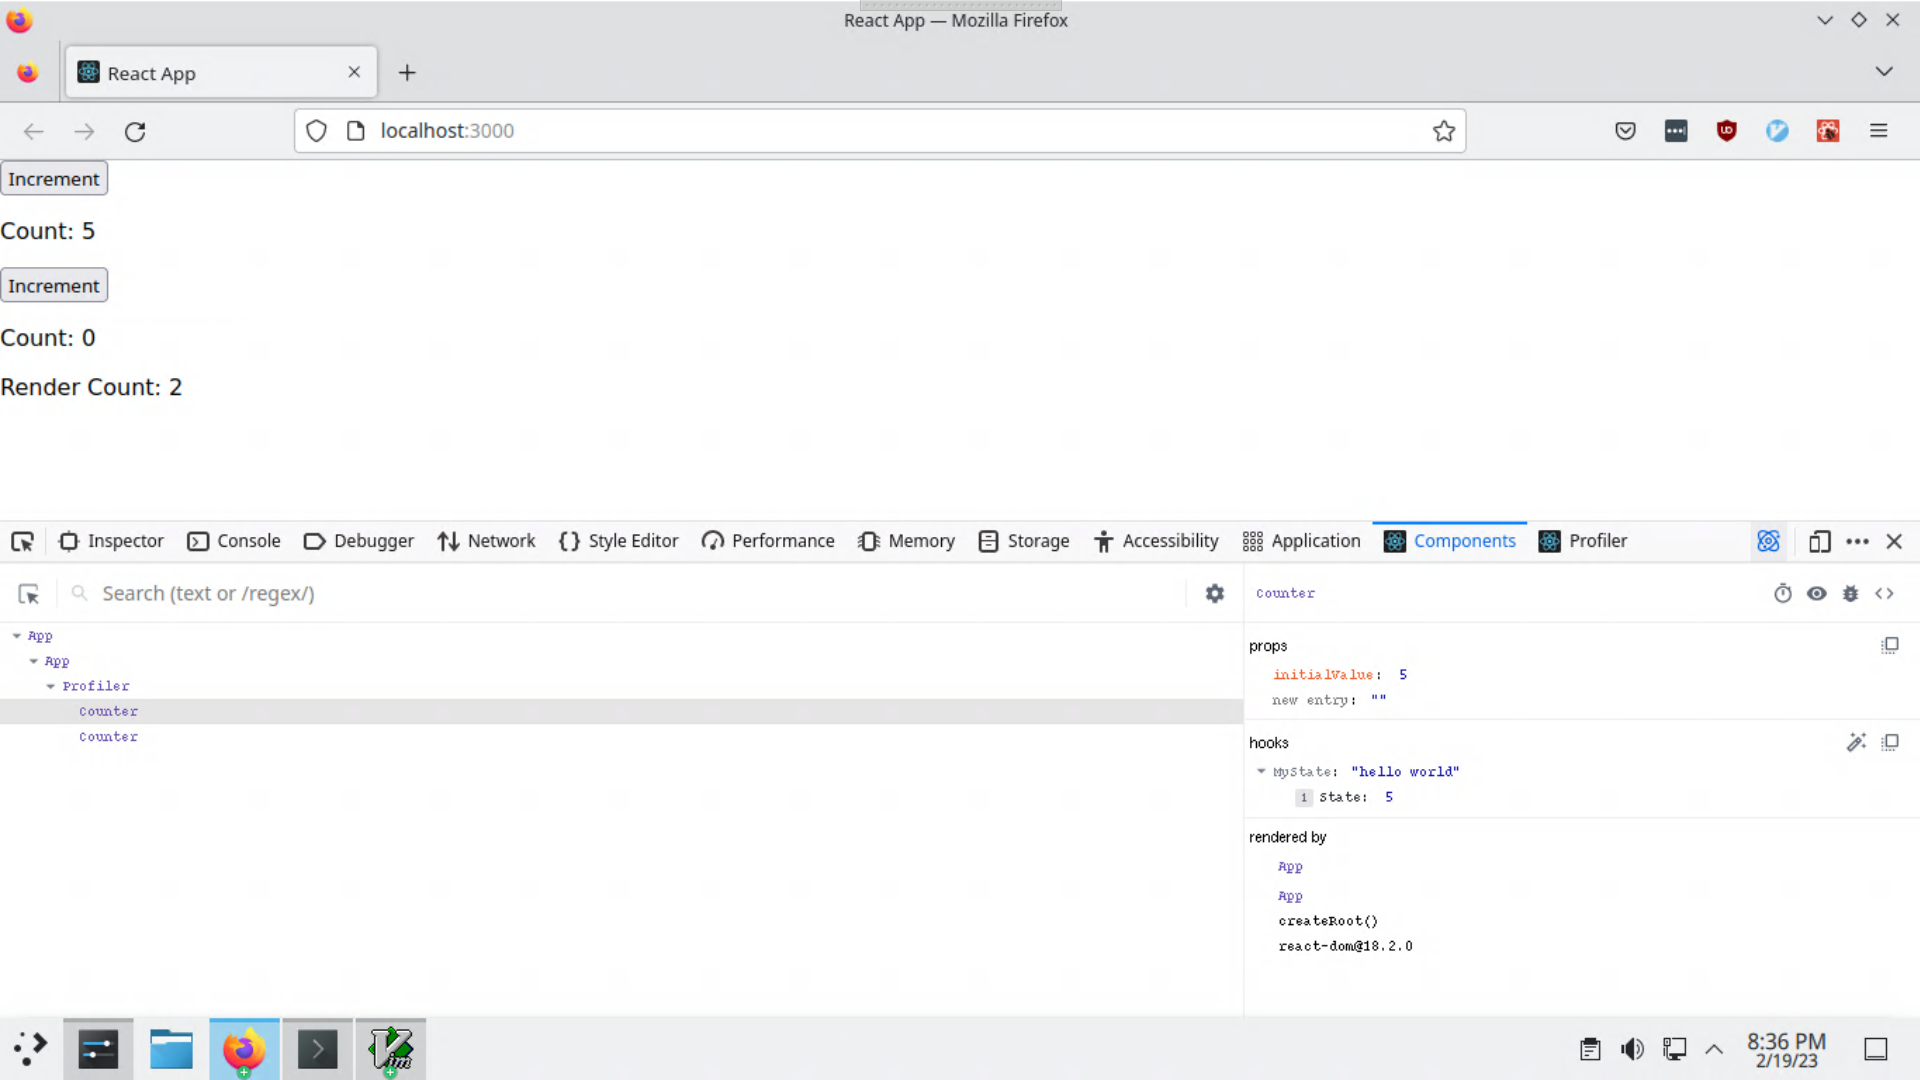 React App — Mozilla Firefox
React App
localhost:3000
Increment
Count: 5
Increment
Count: 0
Render Count: 2
Inspector Console Debugger Network Style Editor Performance Memory Storage Accessibility Application Components Profiler
Search (text or /regex/)
Counter
App
App
Profiler
Counter
Counter
props
initialValue: 5
new entry: ""
hooks
MyState: "hello world"
1 State: 5
rendered by
App
App
createRoot()
react-dom@18.2.0
8:36 PM
2/19/23